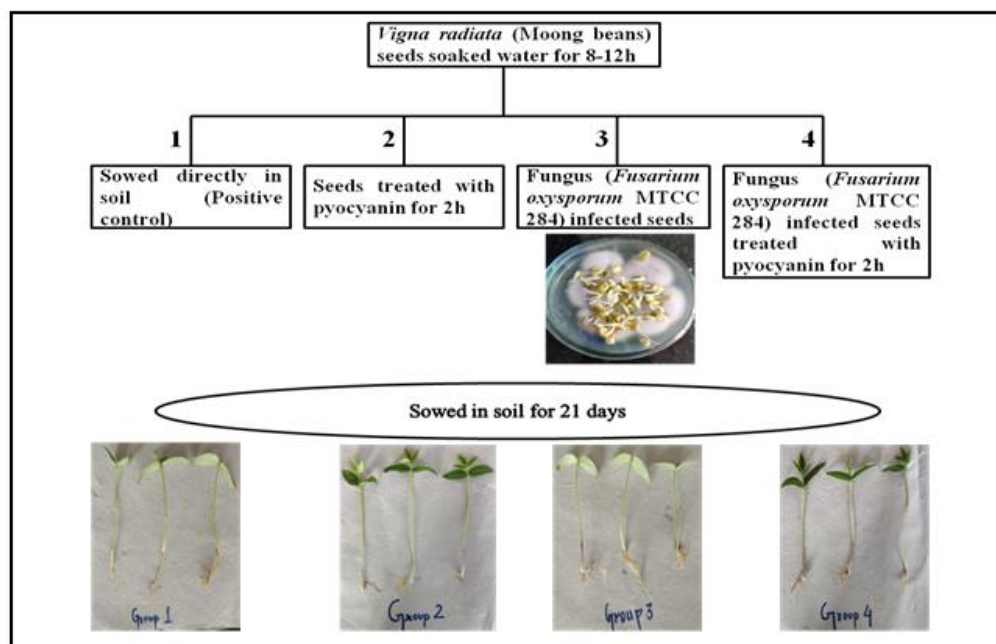 Vigna radiata (Moong beans)
seeds soaked water for 8-12h
1
2
3
4
Sowed directly in
soil (Positive
control)
Seeds treated with
pyocyanin for 2h
Fungus (Fusarium
oxysporum MTCC
284) infected seeds
Fungus (Fusarium
oxysporum MTCC
284) infected seeds
treated with
pyocyanin for 2h
Sowed in soil for 21 days
Group 1
Group 2
Group 3
Group 4